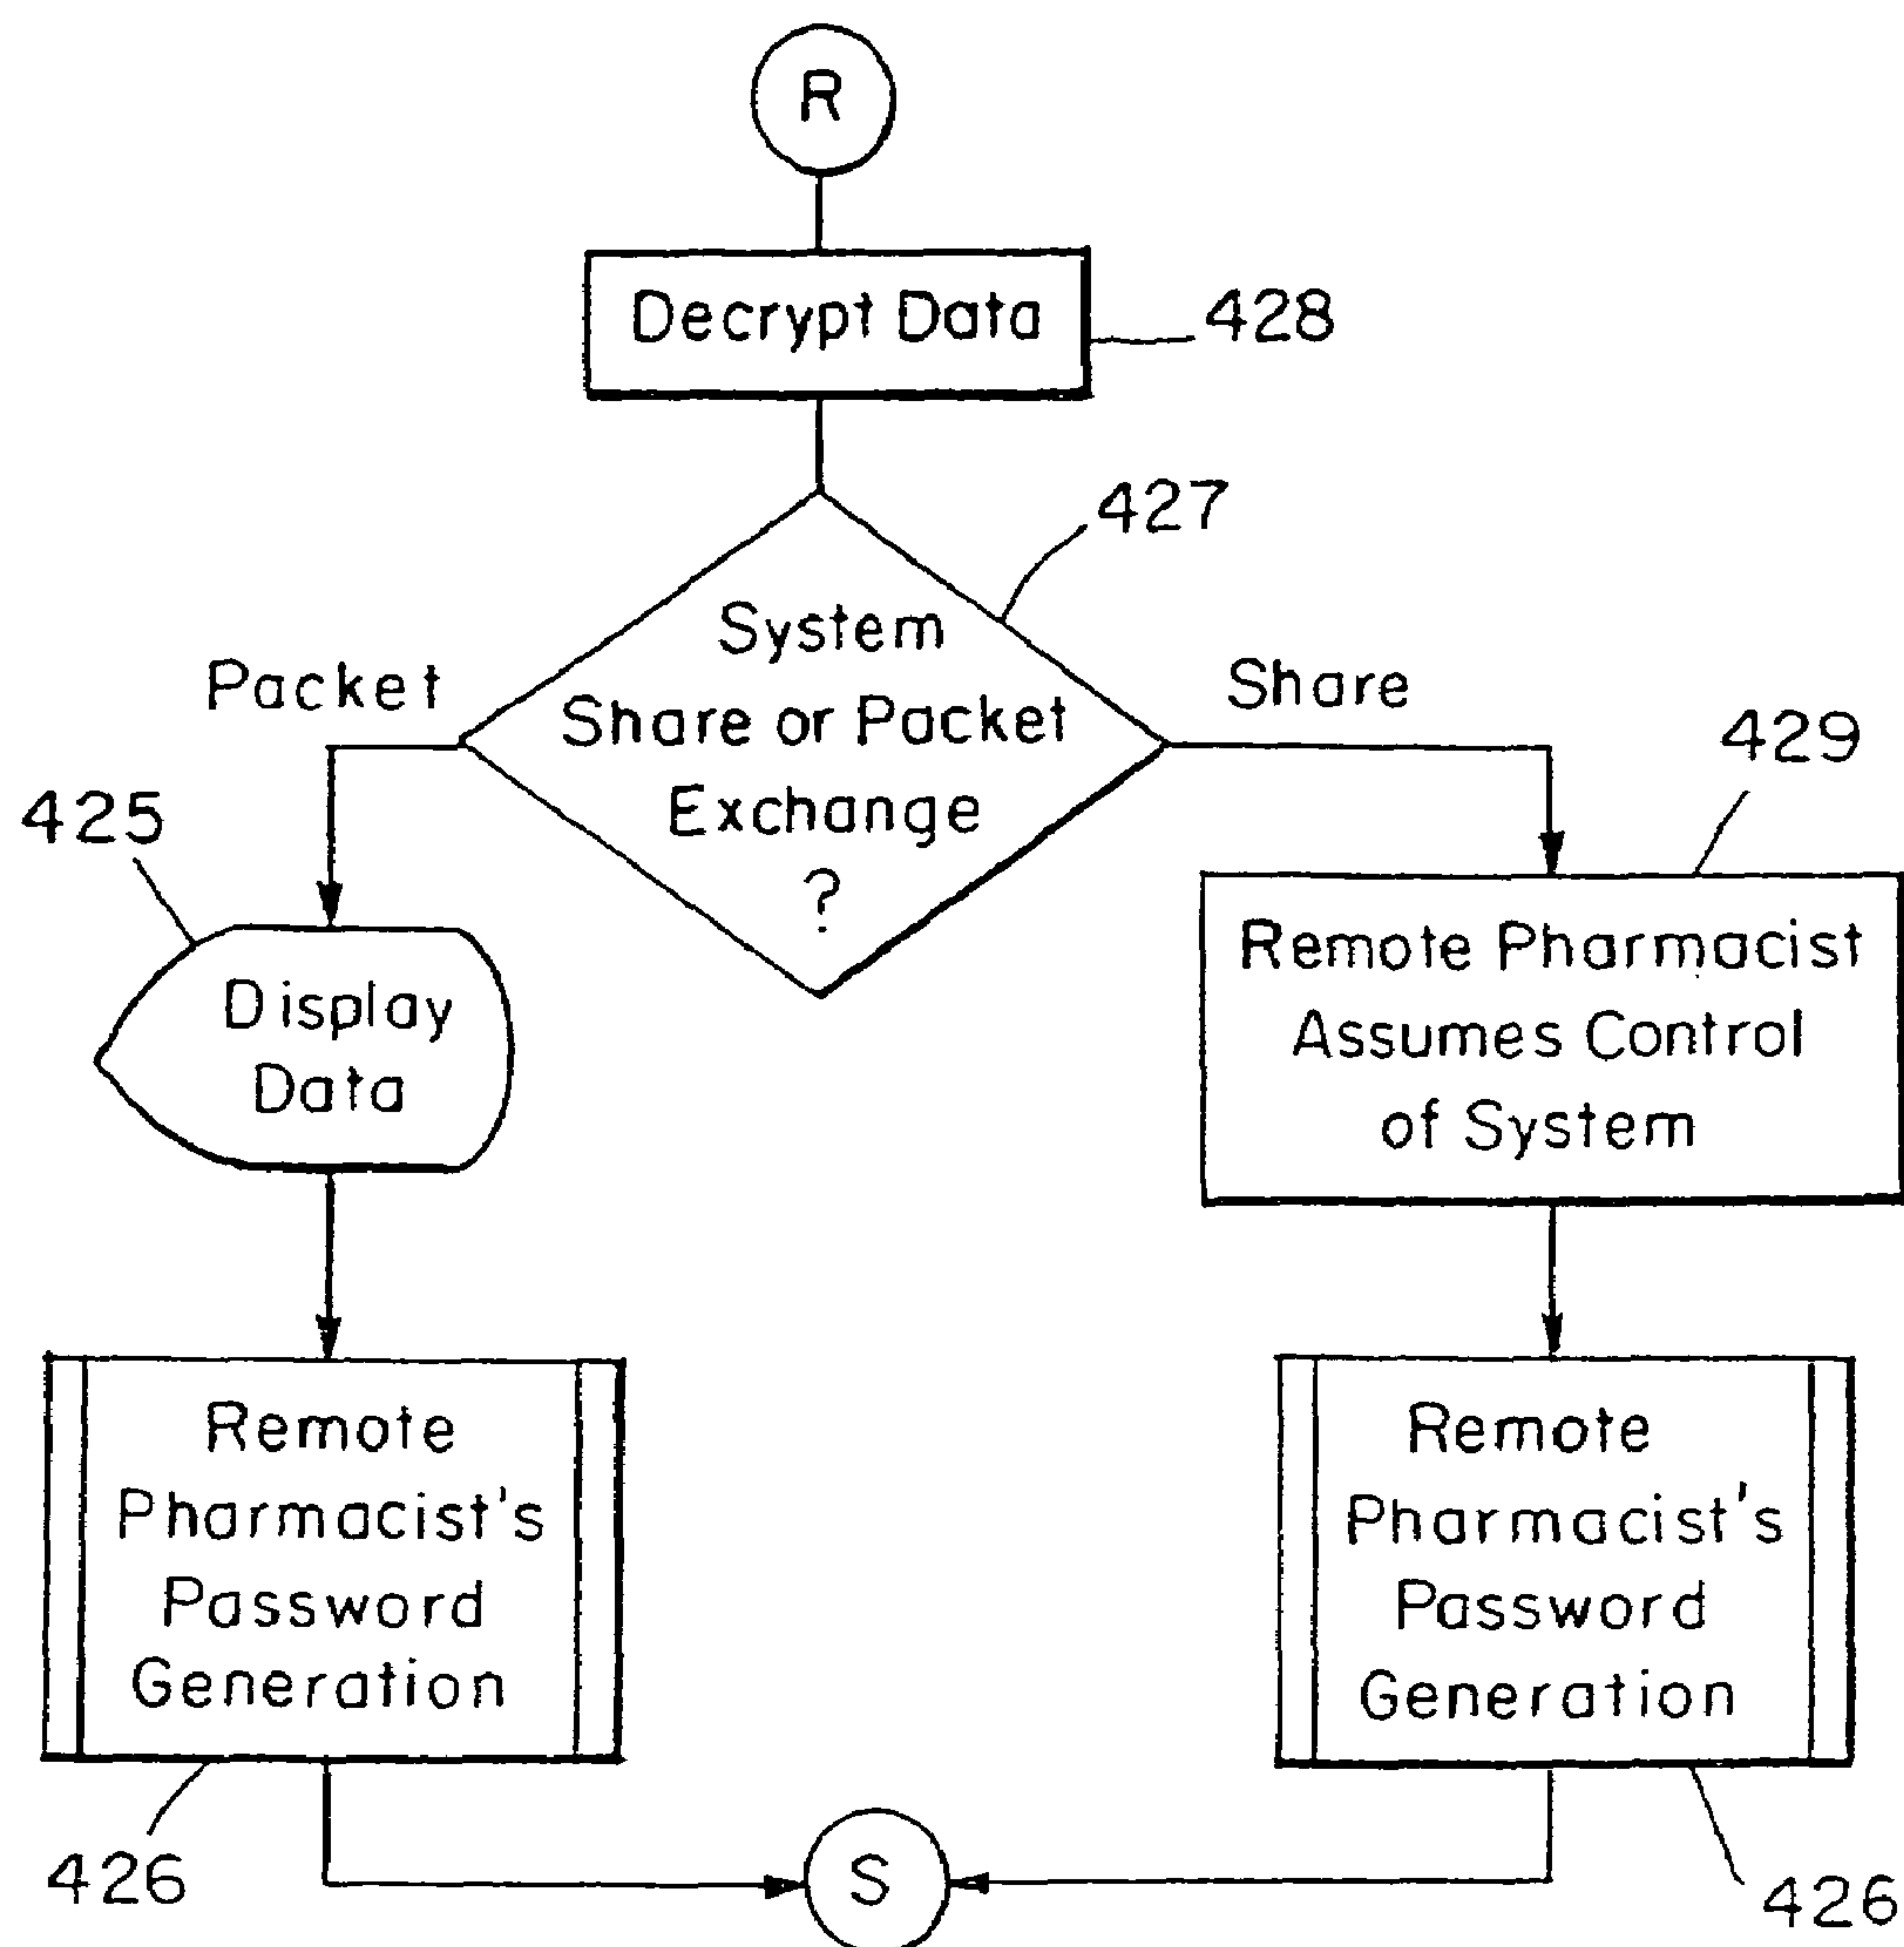 R
Decrypt Data
428
427
System
Share or Packet
Exchange
?
Packet
Share
425
429
Display
Data
Remote Pharmacist
Assumes Control
of System
Remote
Pharmacist's
Password
Generation
426
Remote
Pharmacist's
Password
Generation
426
S